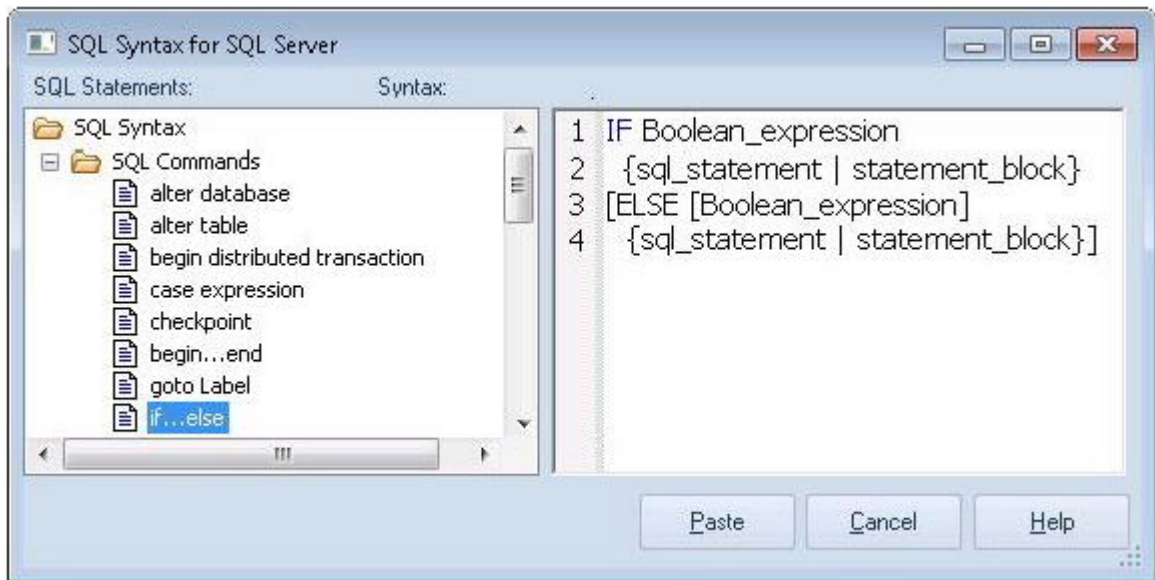 SQL Syntax for SQL Server
SQL Statements: Syntax:
SQL Syntax
SQL Commands
alter database
alter table
begin distributed transaction
case expression
checkpoint
begin...end
goto Label
if...else
1 IF Boolean_expression
2 {sql_statement | statement_block}
3 [ELSE [Boolean_expression]
4 {sql_statement | statement_block}]
Paste Cancel Help